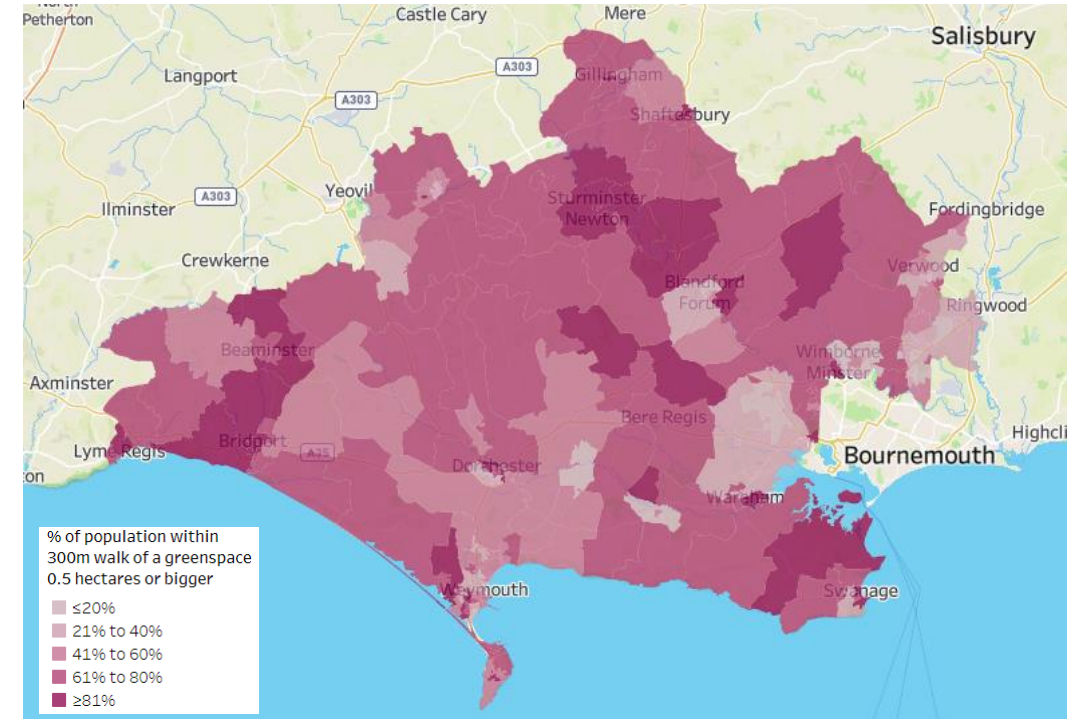 Petherton
Castle Cary
Mere
Salisbury
Langport
A303
Gillingham
A303
Shaftesbury
Yeovil
A303
Ilminster
Sturminster
Newton
Fordingbridge
Crewkerne
Verwood
Blandford
Forum
Ringwood
Beaminster
Wimborne
Minster
Axminster
Bere Regis
Bridport
Highcli
Lyme Regis
A35
Bournemouth
ton
Dorchester
Wareham
% of population within
300m walk of a greenspace
0.5 hectares or bigger
≤20%
21% to 40%
41% to 60%
61% to 80%
≥81%
Weymouth
Swanage